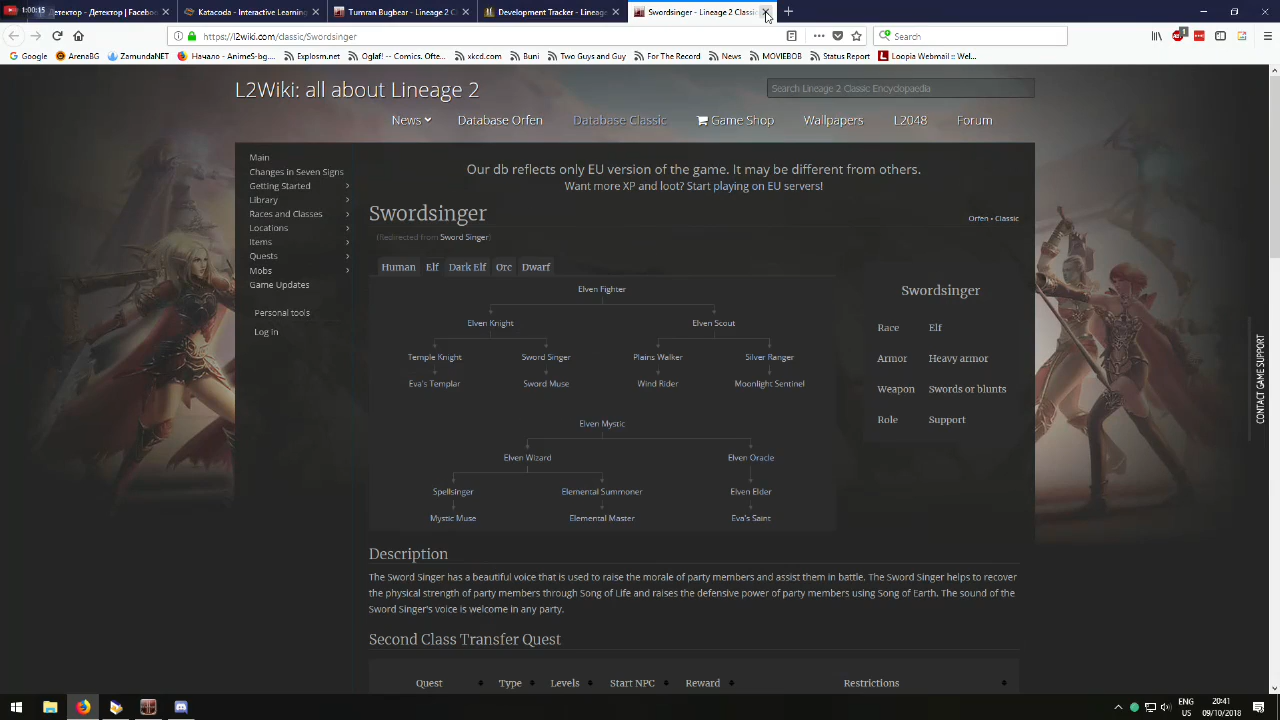 1:00:15
етектор - Детектор | Facebo
Katacoda - Interactive Learning
Tumran Bugbear - Lineage 2 Cl
Development Tracker - Lineage
Swordsinger - Lineage 2 Classic
https://l2wiki.com/classic/Swordsinger
Search
1
Google
ArenaBG
ZamundaNET
Начало - AnimeS-bg....
Explosm.net
Oglaf! -- Comics. Ofte...
xkcd.com
Buni
Two Guys and Guy
For The Record
News
MOVIEBOB
Status Report
Loopia Webmail :: Wel...
L2Wiki: all about Lineage 2
Search Lineage 2 Classic Encyclopaedia
News
Database Orfen
Database Classic
Game Shop
Wallpapers
L2048
Forum
Main
Changes in Seven Signs
Getting Started
Library
Races and Classes
Locations
Items
Quests
Mobs
Game Updates
Personal tools
Log in
Our db reflects only EU version of the game. It may be different from others.
Want more XP and loot? Start playing on EU servers!
Swordsinger
Orfen • Classic
(Redirected from Sword Singer)
Human Elf Dark Elf Orc Dwarf
Elven Fighter
Elven Knight Elven Scout
Temple Knight Sword Singer Plains Walker Silver Ranger
Eva's Templar Sword Muse Wind Rider Moonlight Sentinel
Elven Mystic
Elven Wizard Elven Oracle
Spellsinger Elemental Summoner Elven Elder
Mystic Muse Elemental Master Eva's Saint
Swordsinger
Race Elf
Armor Heavy armor
Weapon Swords or blunts
Role Support
Description
The Sword Singer has a beautiful voice that is used to raise the morale of party members and assist them in battle. The Sword Singer helps to recover
the physical strength of party members through Song of Life and raises the defensive power of party members using Song of Earth. The sound of the
Sword Singer's voice is welcome in any party.
Second Class Transfer Quest
Quest Type Levels Start NPC Reward Restrictions
CONTACT GAME SUPPORT
ENG
US
20:41
09/10/2018